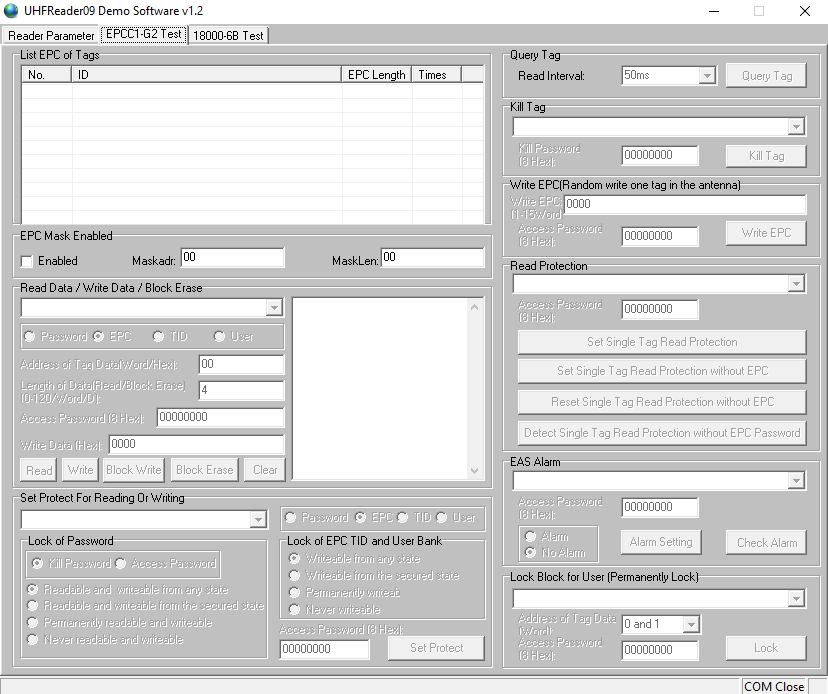 UHFReader09 Demo Software v1.2
Reader Parameter EPCC1-G2 Test 18000-6B Test
List EPC of Tags
No. ID EPC Length Times
EPC Mask Enabled
Enabled Maskadr: 00 MaskLen: 00
Read Data / Write Data / Block Erase
Password EPC TID User
Address of Tag Data(Word/Hex): 00
Length of Data(Read/Block Erase)
(0-120/Word/D): 4
Access Password (8 Hex): 00000000
Write Data (Hex): 0000
Read Write Block Write Block Erase Clear
Set Protect For Reading Or Writing
Password EPC TID User
Lock of Password
Kill Password Access Password
Readable and  writeable from any state
Readable and writeable from the secured state
Permanently readable and writeable
Never readable and writeable
Lock of EPC TID and User Bank
Writeable from any state
Writeable from the secured state
Permanently writeab
Never writeable
Access Password (8 Hex):
00000000 Set Protect
Query Tag
Read Interval: 50ms Query Tag
Kill Tag
Kill Password
(8 Hex): 00000000 Kill Tag
Write EPC(Random write one tag in the antenna)
Write EPC 0000
(1-15Word
Access Password
(8 Hex): 00000000 Write EPC
Read Protection
Access Password
(8 Hex): 00000000
Set Single Tag Read Protection
Set Single Tag Read Protection without EPC
Reset Single Tag Read Protection without EPC
Detect Single Tag Read Protection without EPC Password
EAS Alarm
Access Password
(8 Hex): 00000000
Alarm
No Alarm Alarm Setting Check Alarm
Lock Block for User (Permanently Lock)
Address of Tag Data
(Word): 0 and 1
Access Password
(8 Hex): 00000000 Lock
COM Close